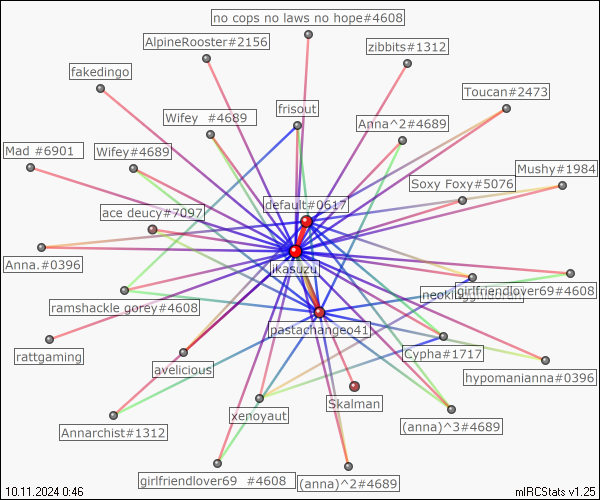 no cops no laws no hope#4608
AlpineRooster#2156
zibbits#1312
fakedingo
Toucan#2473
frisout
Wifey  #4689
Anna^2#4689
Mad #6901
Wifey#4689
Mushy#1984
Soxy Foxy#5076
default#0617
ace deucy#7097
Anna.#0396
ikasuzu
girlfriendlover69#4608
ramshackle gorey#4608
pastachangeo41
rattgaming
Cypha#1717
avelicious
hypomanianna#0396
Skalman
xenoyaut
(anna)^3#4689
Annarchist#1312
girlfriendlover69  #4608
(anna)^2#4689
10.11.2024 0:46
mIRCStats v1.25